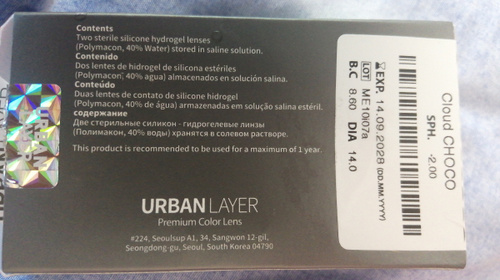 Contents
Two sterile silicone hydrogel lenses
(Polymacon, 40% Water) stored in saline solution.
Contenido
Dos lentes de hidrogel de silicona estériles
(Polymacon, 40% agua) almacenados en solución salina.
Conteúdo
Duas lentes de contato de silicone hidrogel
(Polymacon, 40% de água) armazenadas em solução salina estéril.
содержание
Две стерильные силикон - гидрогелевые линзы
(Полимакон, 40% воды) хранятся в солевом растворе.
This product is recommended to be used for a maximum of 1 year.
URBAN LAYER
Premium Color Lens
#224, Seoulsup A1, 34, Sangwon 12-gil,
Seongdong-gu, Seoul, South Korea 04790
URBAN
Cloud CHOCO
SPH. -2.00
EXP. 14.09.2028 (DD.MM.YYYY)
LOT ME10I07a
B.C 8.60 DIA 14.0